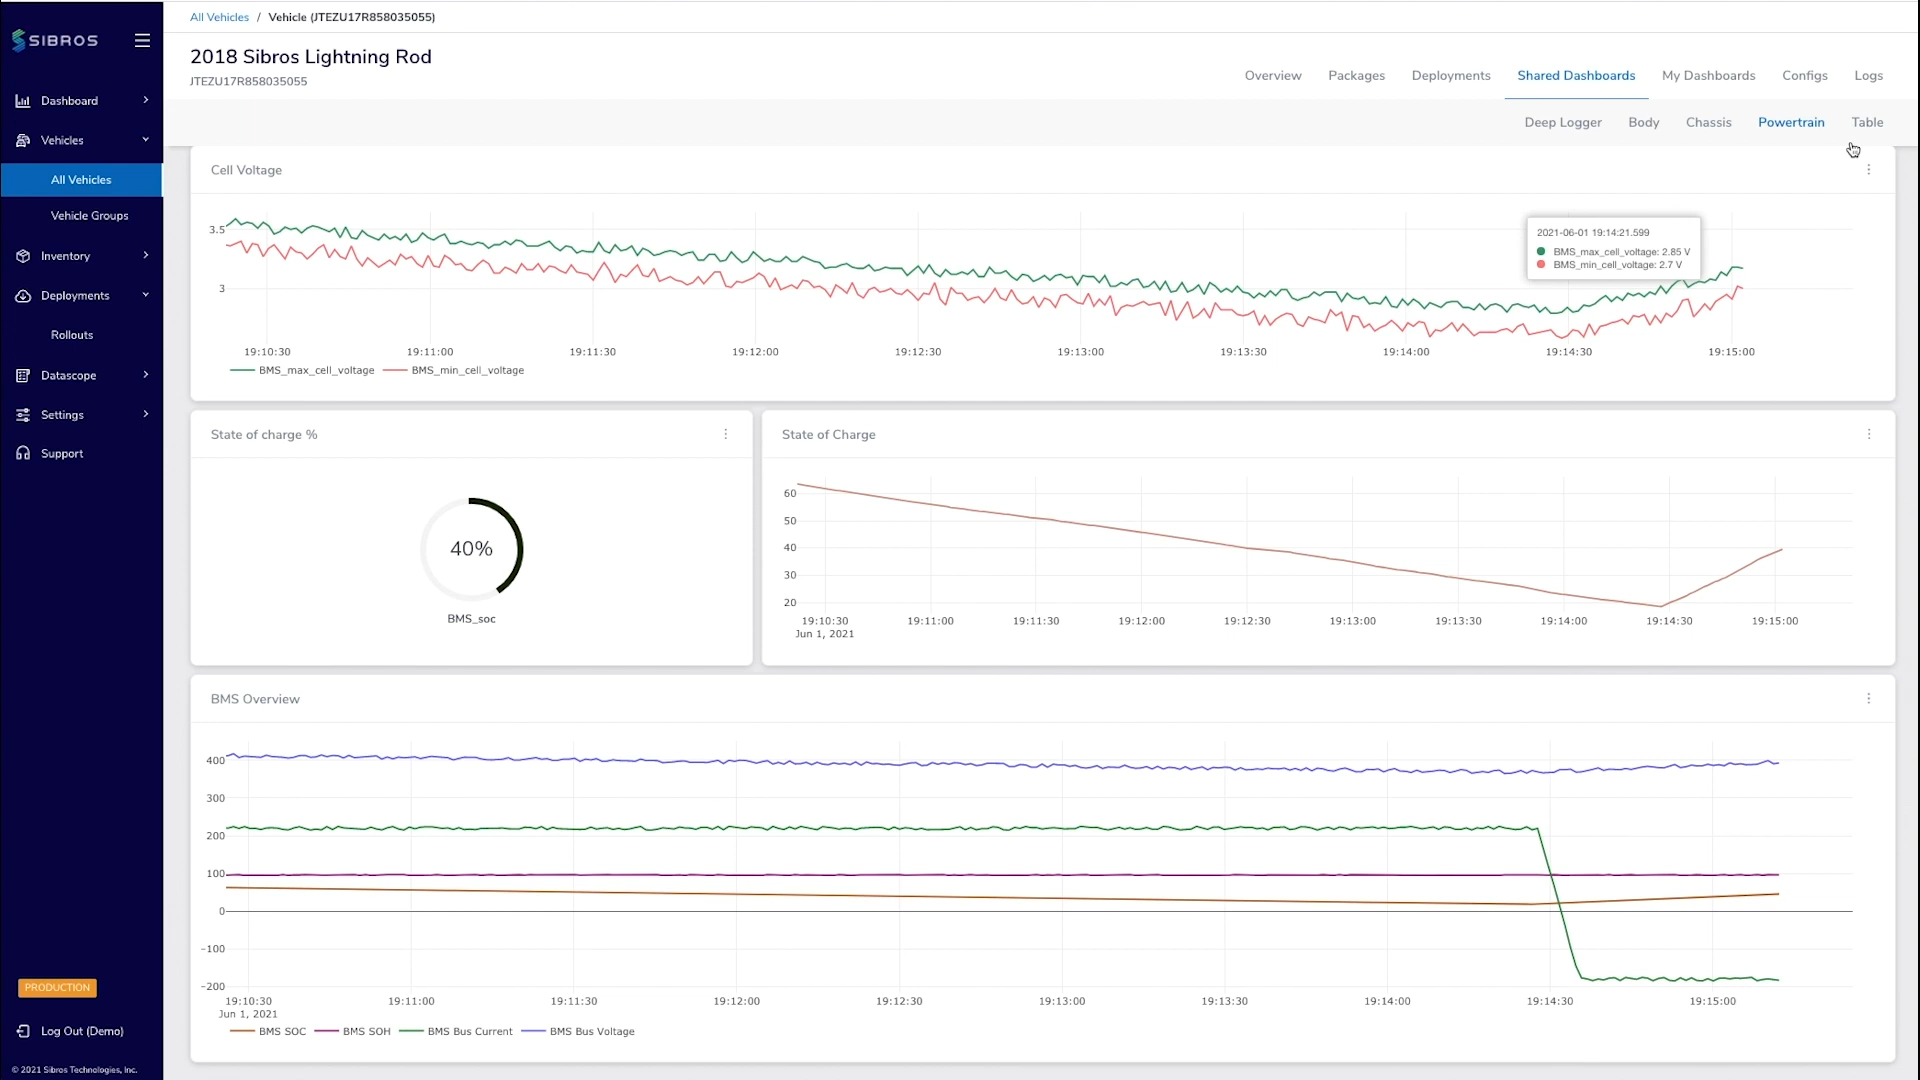 SIBROS
Dashboard
Vehicles
All Vehicles
Vehicle Groups
Inventory
Deployments
Rollouts
Datascope
Settings
Support
PRODUCTION
Log Out (Demo)
© 2021 Sibros Technologies, Inc.
All Vehicles / Vehicle (JTEZU17R858035055)
2018 Sibros Lightning Rod
JTEZU17R858035055
Overview Packages Deployments Shared Dashboards My Dashboards Configs Logs
Deep Logger Body Chassis Powertrain Table
Cell Voltage
3.5
3
2021-06-01 19:14:21.599
BMS_max_cell_voltage: 2.85 V
BMS_min_cell_voltage: 2.7 V
19:10:30 19:11:00 19:11:30 19:12:00 19:12:30 19:13:00 19:13:30 19:14:00 19:14:30 19:15:00
BMS_max_cell_voltage BMS_min_cell_voltage
State of charge %
40%
BMS_soc
State of Charge
60
50
40
30
20
19:10:30 19:11:00 19:11:30 19:12:00 19:12:30 19:13:00 19:13:30 19:14:00 19:14:30 19:15:00
Jun 1, 2021
BMS Overview
400
300
200
100
0
−100
−200
19:10:30 19:11:00 19:11:30 19:12:00 19:12:30 19:13:00 19:13:30 19:14:00 19:14:30 19:15:00
Jun 1, 2021
BMS SOC BMS SOH BMS Bus Current BMS Bus Voltage